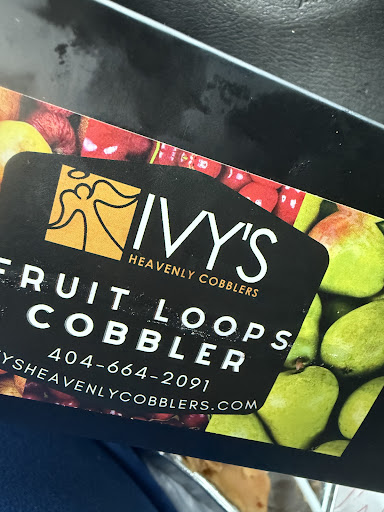 IVY'S
HEAVENLY COBBLERS
FRUIT LOOPS
COBBLER
404-664-2091
YSHEAVENLYCOBBLERS.COM